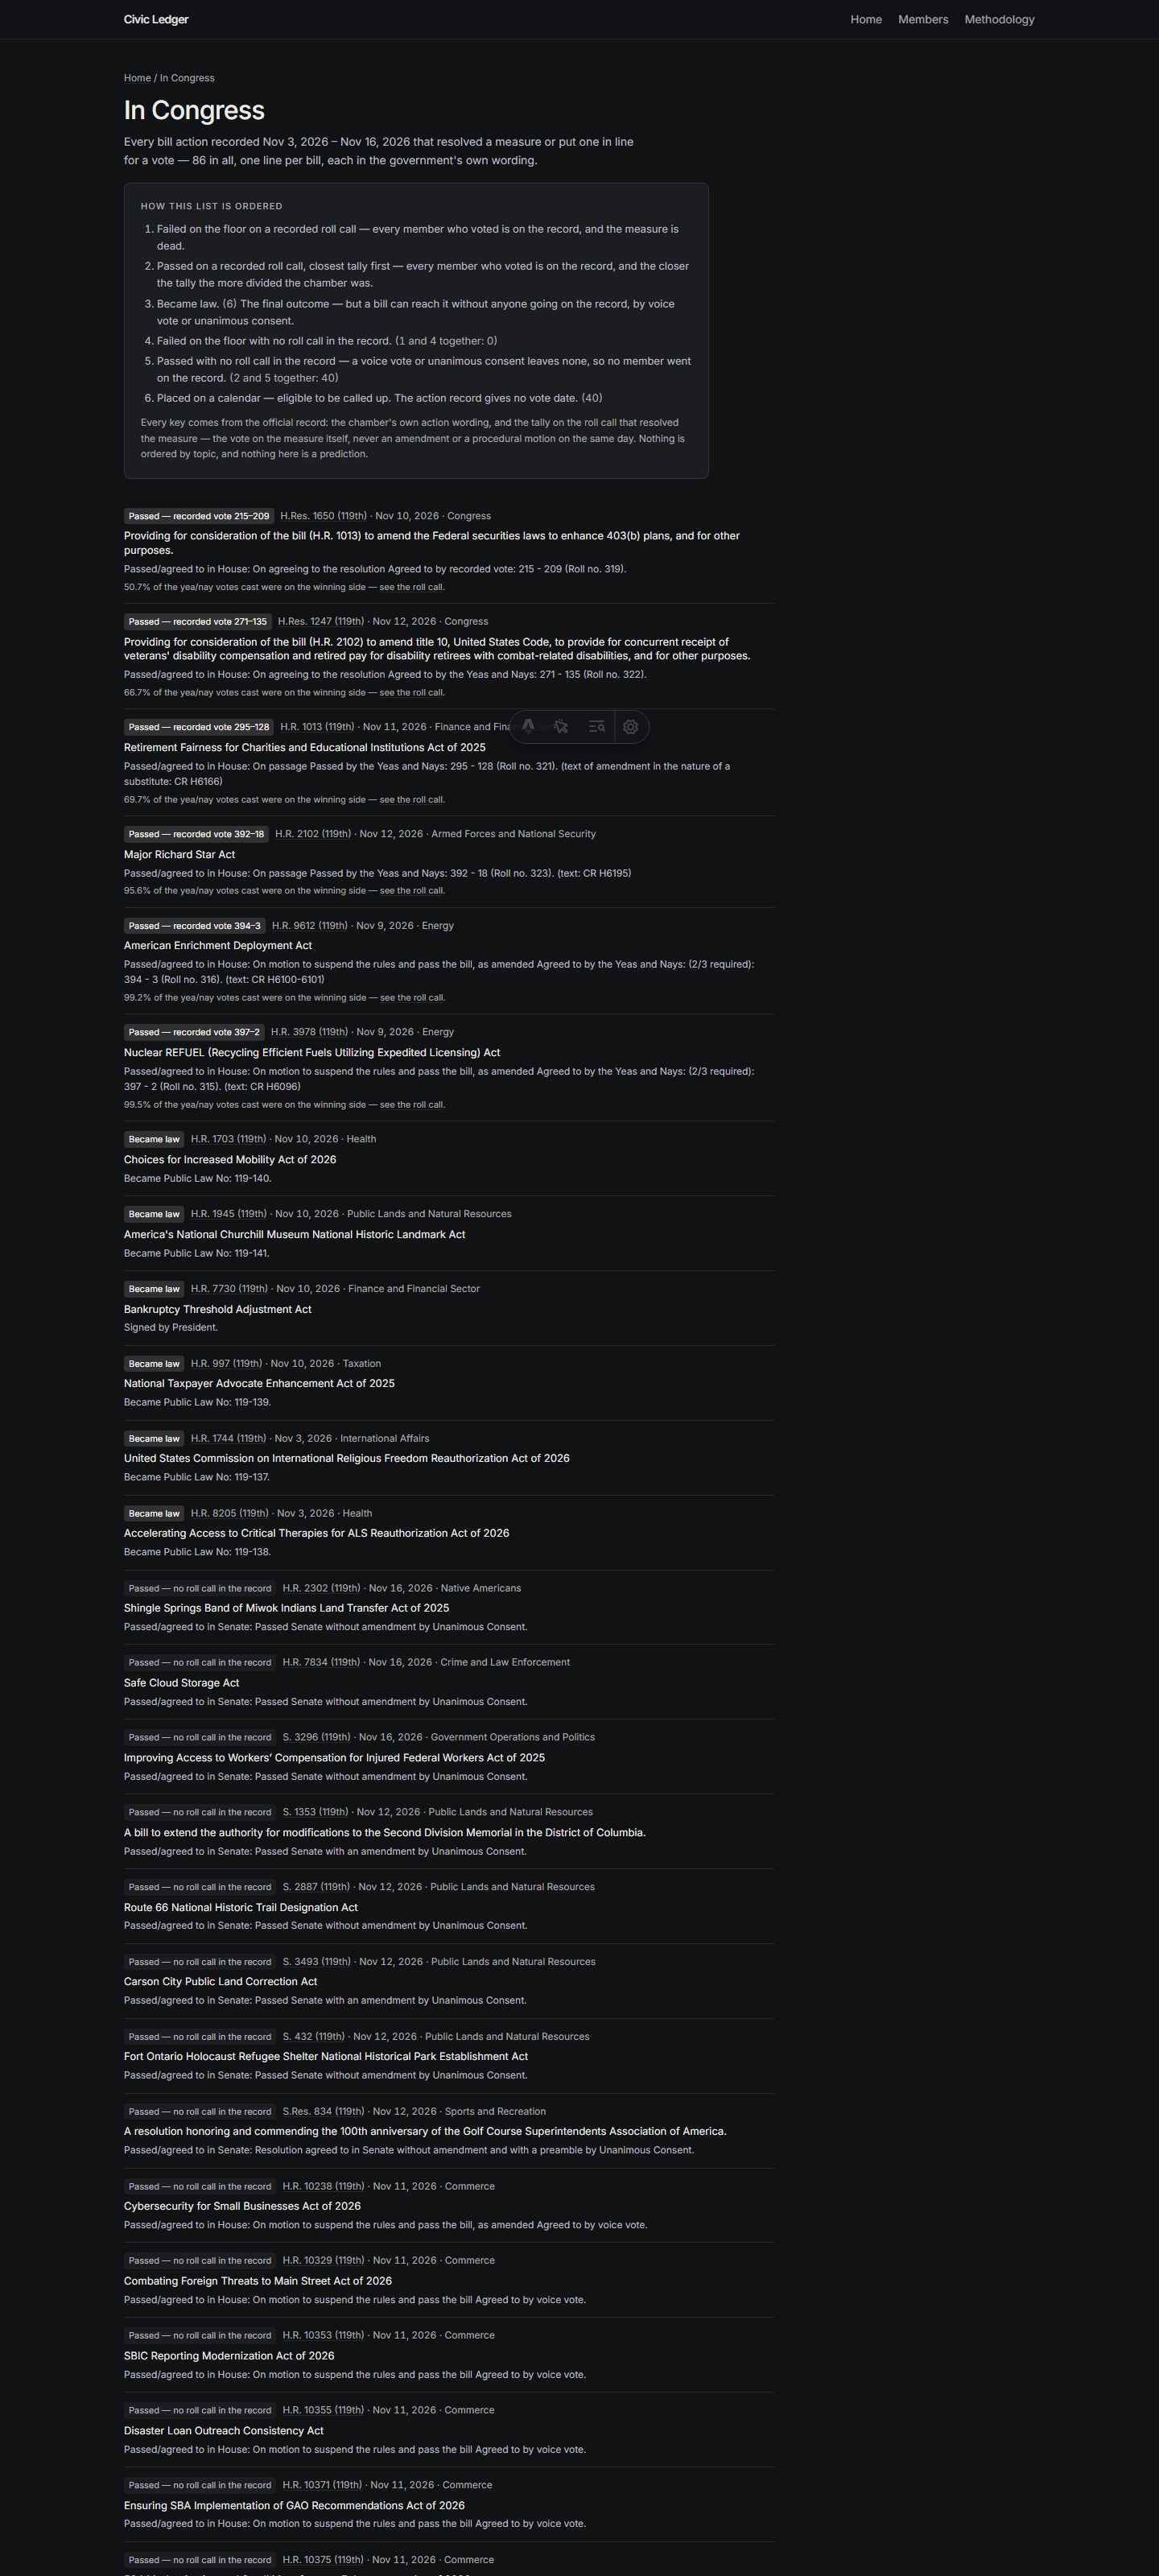 Civic Ledger
Home Members Methodology
Home / In Congress
In Congress
Every bill action recorded Nov 3, 2026 – Nov 16, 2026 that resolved a measure or put one in line
for a vote — 86 in all, one line per bill, each in the government's own wording.
HOW THIS LIST IS ORDERED
1. Failed on the floor on a recorded roll call — every member who voted is on the record, and the measure is
dead.
2. Passed on a recorded roll call, closest tally first — every member who voted is on the record, and the closer
the tally the more divided the chamber was.
3. Became law. (6) The final outcome — but a bill can reach it without anyone going on the record, by voice
vote or unanimous consent.
4. Failed on the floor with no roll call in the record. (1 and 4 together: 0)
5. Passed with no roll call in the record — a voice vote or unanimous consent leaves none, so no member went
on the record. (2 and 5 together: 40)
6. Placed on a calendar — eligible to be called up. The action record gives no vote date. (40)
Every key comes from the official record: the chamber's own action wording, and the tally on the roll call that resolved
the measure — the vote on the measure itself, never an amendment or a procedural motion on the same day. Nothing is
ordered by topic, and nothing here is a prediction.
Passed — recorded vote 215–209 H.Res. 1650 (119th) · Nov 10, 2026 · Congress
Providing for consideration of the bill (H.R. 1013) to amend the Federal securities laws to enhance 403(b) plans, and for other
purposes.
Passed/agreed to in House: On agreeing to the resolution Agreed to by recorded vote: 215 - 209 (Roll no. 319).
50.7% of the yea/nay votes cast were on the winning side — see the roll call.
Passed — recorded vote 271–135 H.Res. 1247 (119th) · Nov 12, 2026 · Congress
Providing for consideration of the bill (H.R. 2102) to amend title 10, United States Code, to provide for concurrent receipt of
veterans' disability compensation and retired pay for disability retirees with combat-related disabilities, and for other purposes.
Passed/agreed to in House: On agreeing to the resolution Agreed to by the Yeas and Nays: 271 - 135 (Roll no. 322).
66.7% of the yea/nay votes cast were on the winning side — see the roll call.
Passed — recorded vote 295–128 H.R. 1013 (119th) · Nov 11, 2026 · Finance and Fina
Retirement Fairness for Charities and Educational Institutions Act of 2025
Passed/agreed to in House: On passage Passed by the Yeas and Nays: 295 - 128 (Roll no. 321). (text of amendment in the nature of a
substitute: CR H6166)
69.7% of the yea/nay votes cast were on the winning side — see the roll call.
Passed — recorded vote 392–18 H.R. 2102 (119th) · Nov 12, 2026 · Armed Forces and National Security
Major Richard Star Act
Passed/agreed to in House: On passage Passed by the Yeas and Nays: 392 - 18 (Roll no. 323). (text: CR H6195)
95.6% of the yea/nay votes cast were on the winning side — see the roll call.
Passed — recorded vote 394–3 H.R. 9612 (119th) · Nov 9, 2026 · Energy
American Enrichment Deployment Act
Passed/agreed to in House: On motion to suspend the rules and pass the bill, as amended Agreed to by the Yeas and Nays: (2/3 required):
394 - 3 (Roll no. 316). (text: CR H6100-6101)
99.2% of the yea/nay votes cast were on the winning side — see the roll call.
Passed — recorded vote 397–2 H.R. 3978 (119th) · Nov 9, 2026 · Energy
Nuclear REFUEL (Recycling Efficient Fuels Utilizing Expedited Licensing) Act
Passed/agreed to in House: On motion to suspend the rules and pass the bill, as amended Agreed to by the Yeas and Nays: (2/3 required):
397 - 2 (Roll no. 315). (text: CR H6096)
99.5% of the yea/nay votes cast were on the winning side — see the roll call.
Became law H.R. 1703 (119th) · Nov 10, 2026 · Health
Choices for Increased Mobility Act of 2026
Became Public Law No: 119-140.
Became law H.R. 1945 (119th) · Nov 10, 2026 · Public Lands and Natural Resources
America's National Churchill Museum National Historic Landmark Act
Became Public Law No: 119-141.
Became law H.R. 7730 (119th) · Nov 10, 2026 · Finance and Financial Sector
Bankruptcy Threshold Adjustment Act
Signed by President.
Became law H.R. 997 (119th) · Nov 10, 2026 · Taxation
National Taxpayer Advocate Enhancement Act of 2025
Became Public Law No: 119-139.
Became law H.R. 1744 (119th) · Nov 3, 2026 · International Affairs
United States Commission on International Religious Freedom Reauthorization Act of 2026
Became Public Law No: 119-137.
Became law H.R. 8205 (119th) · Nov 3, 2026 · Health
Accelerating Access to Critical Therapies for ALS Reauthorization Act of 2026
Became Public Law No: 119-138.
Passed — no roll call in the record H.R. 2302 (119th) · Nov 16, 2026 · Native Americans
Shingle Springs Band of Miwok Indians Land Transfer Act of 2025
Passed/agreed to in Senate: Passed Senate without amendment by Unanimous Consent.
Passed — no roll call in the record H.R. 7834 (119th) · Nov 16, 2026 · Crime and Law Enforcement
Safe Cloud Storage Act
Passed/agreed to in Senate: Passed Senate without amendment by Unanimous Consent.
Passed — no roll call in the record S. 3296 (119th) · Nov 16, 2026 · Government Operations and Politics
Improving Access to Workers’ Compensation for Injured Federal Workers Act of 2025
Passed/agreed to in Senate: Passed Senate without amendment by Unanimous Consent.
Passed — no roll call in the record S. 1353 (119th) · Nov 12, 2026 · Public Lands and Natural Resources
A bill to extend the authority for modifications to the Second Division Memorial in the District of Columbia.
Passed/agreed to in Senate: Passed Senate with an amendment by Unanimous Consent.
Passed — no roll call in the record S. 2887 (119th) · Nov 12, 2026 · Public Lands and Natural Resources
Route 66 National Historic Trail Designation Act
Passed/agreed to in Senate: Passed Senate without amendment by Unanimous Consent.
Passed — no roll call in the record S. 3493 (119th) · Nov 12, 2026 · Public Lands and Natural Resources
Carson City Public Land Correction Act
Passed/agreed to in Senate: Passed Senate with an amendment by Unanimous Consent.
Passed — no roll call in the record S. 432 (119th) · Nov 12, 2026 · Public Lands and Natural Resources
Fort Ontario Holocaust Refugee Shelter National Historical Park Establishment Act
Passed/agreed to in Senate: Passed Senate without amendment by Unanimous Consent.
Passed — no roll call in the record S.Res. 834 (119th) · Nov 12, 2026 · Sports and Recreation
A resolution honoring and commending the 100th anniversary of the Golf Course Superintendents Association of America.
Passed/agreed to in Senate: Resolution agreed to in Senate without amendment and with a preamble by Unanimous Consent.
Passed — no roll call in the record H.R. 10238 (119th) · Nov 11, 2026 · Commerce
Cybersecurity for Small Businesses Act of 2026
Passed/agreed to in House: On motion to suspend the rules and pass the bill, as amended Agreed to by voice vote.
Passed — no roll call in the record H.R. 10329 (119th) · Nov 11, 2026 · Commerce
Combating Foreign Threats to Main Street Act of 2026
Passed/agreed to in House: On motion to suspend the rules and pass the bill Agreed to by voice vote.
Passed — no roll call in the record H.R. 10353 (119th) · Nov 11, 2026 · Commerce
SBIC Reporting Modernization Act of 2026
Passed/agreed to in House: On motion to suspend the rules and pass the bill Agreed to by voice vote.
Passed — no roll call in the record H.R. 10355 (119th) · Nov 11, 2026 · Commerce
Disaster Loan Outreach Consistency Act
Passed/agreed to in House: On motion to suspend the rules and pass the bill Agreed to by voice vote.
Passed — no roll call in the record H.R. 10371 (119th) · Nov 11, 2026 · Commerce
Ensuring SBA Implementation of GAO Recommendations Act of 2026
Passed/agreed to in House: On motion to suspend the rules and pass the bill Agreed to by voice vote.
Passed — no roll call in the record H.R. 10375 (119th) · Nov 11, 2026 · Commerce